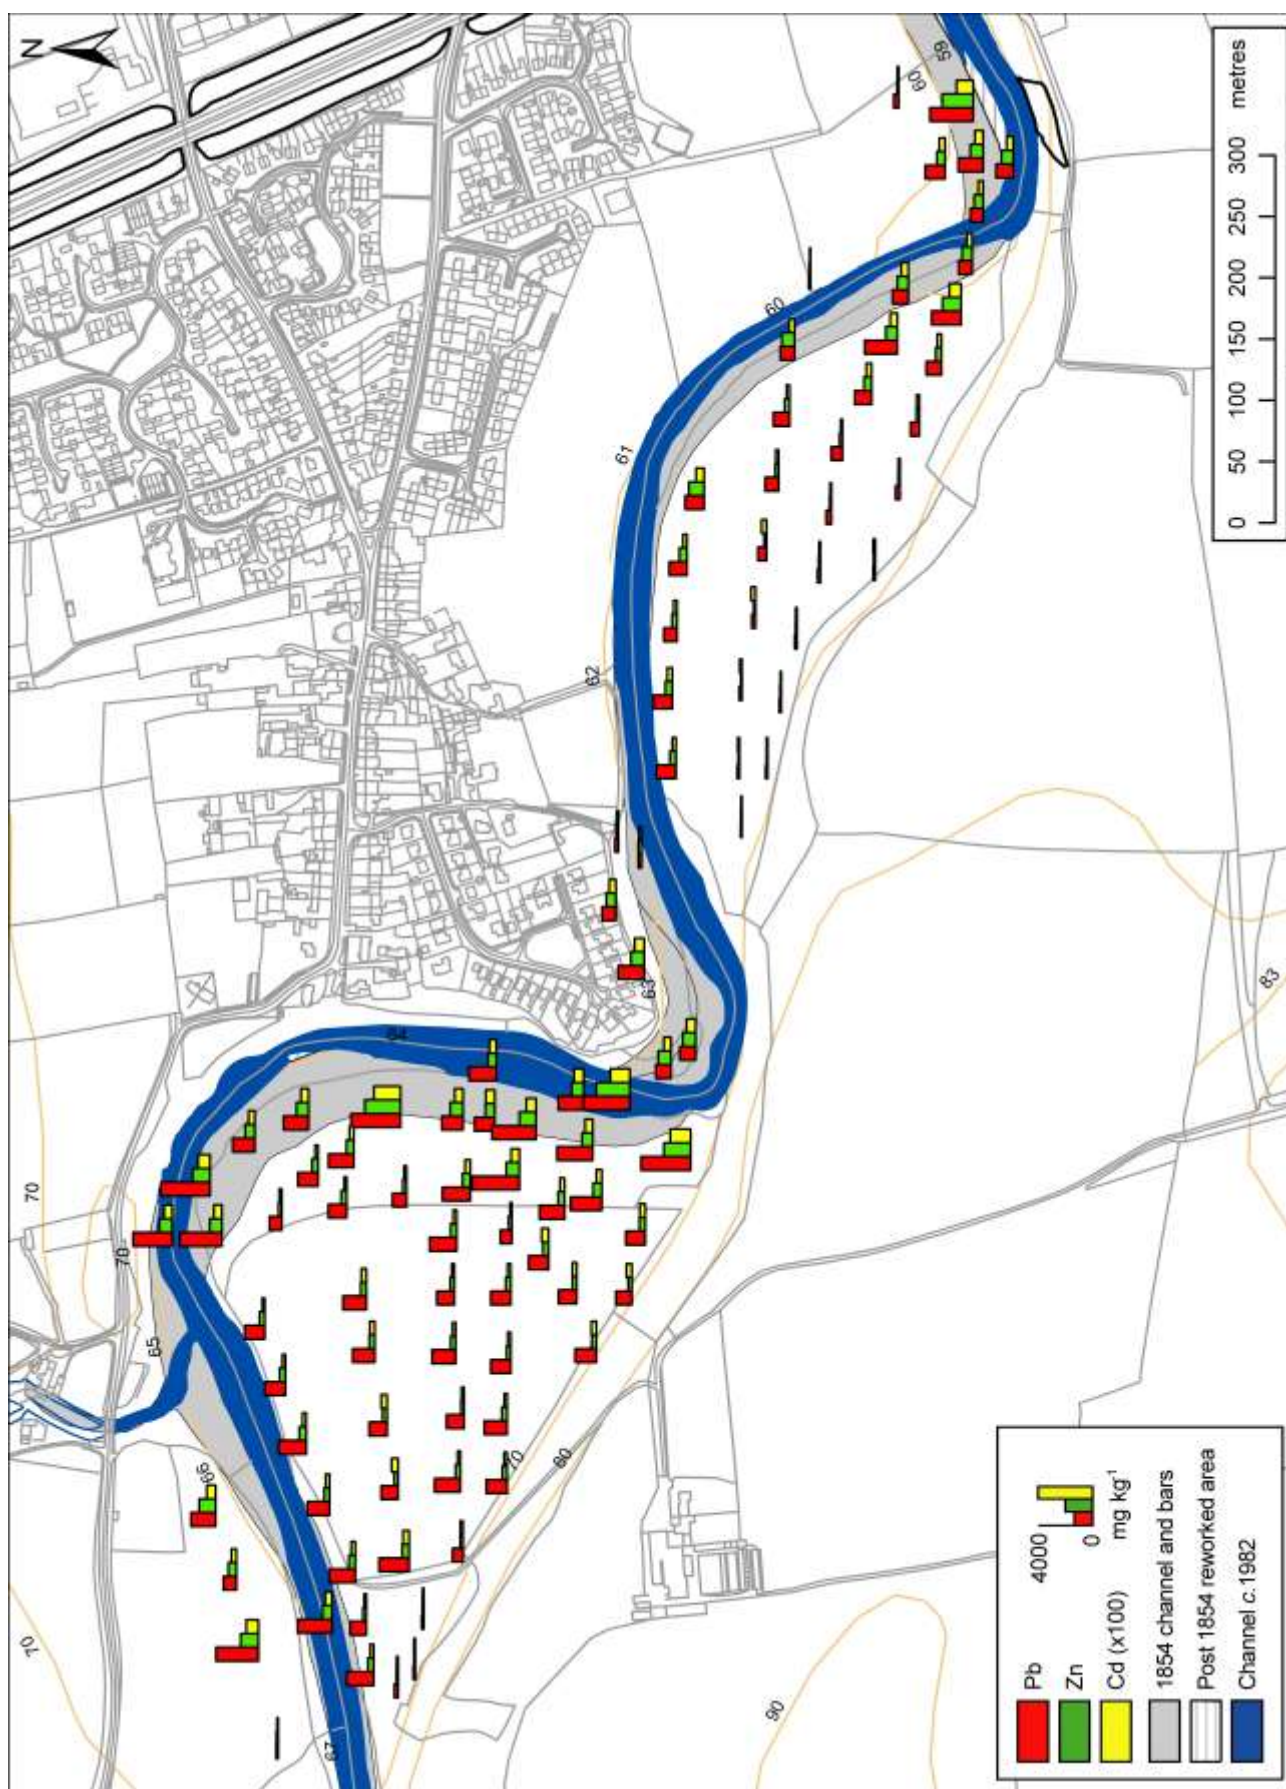 N
59
60
60
61
62
63
64
65
66
67
70
70
70
70
80
83
90
0 50 100 150 200 250 300 metres
Pb
Zn
Cd (x100)
4000
0
mg kg-1
1854 channel and bars
Post 1854 reworked area
Channel c.1982